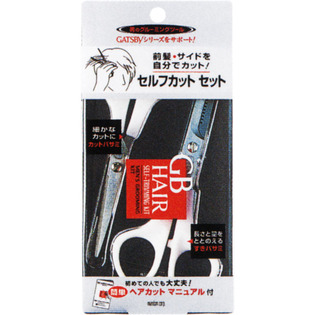 GATSBYシリーズをサポート!
前髪・サイドを
自分でカット!
セルフカット セット
細かな
カットに
カットバサミ
GB
HAIR
SELF-TRIMMING KIT
MEN'S GROOMING
KIT
長さと量を
ととのえる
すきバサミ
初めての人でも大丈夫!
簡単 ヘアカット マニュアル付